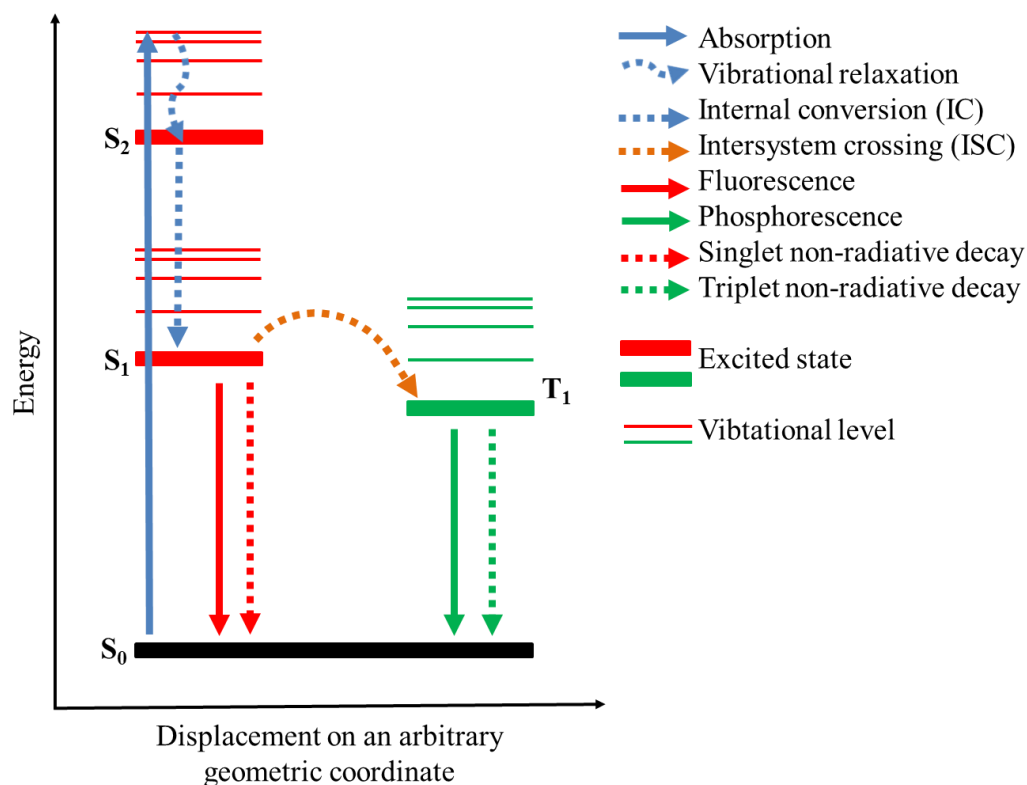 Absorption
Vibrational relaxation
Internal conversion (IC)
Intersystem crossing (ISC)
Fluorescence
Phosphorescence
Singlet non-radiative decay
Triplet non-radiative decay
Excited state
Vibtational level
S₂
S₁
T₁
S₀
Energy
Displacement on an arbitrary
geometric coordinate